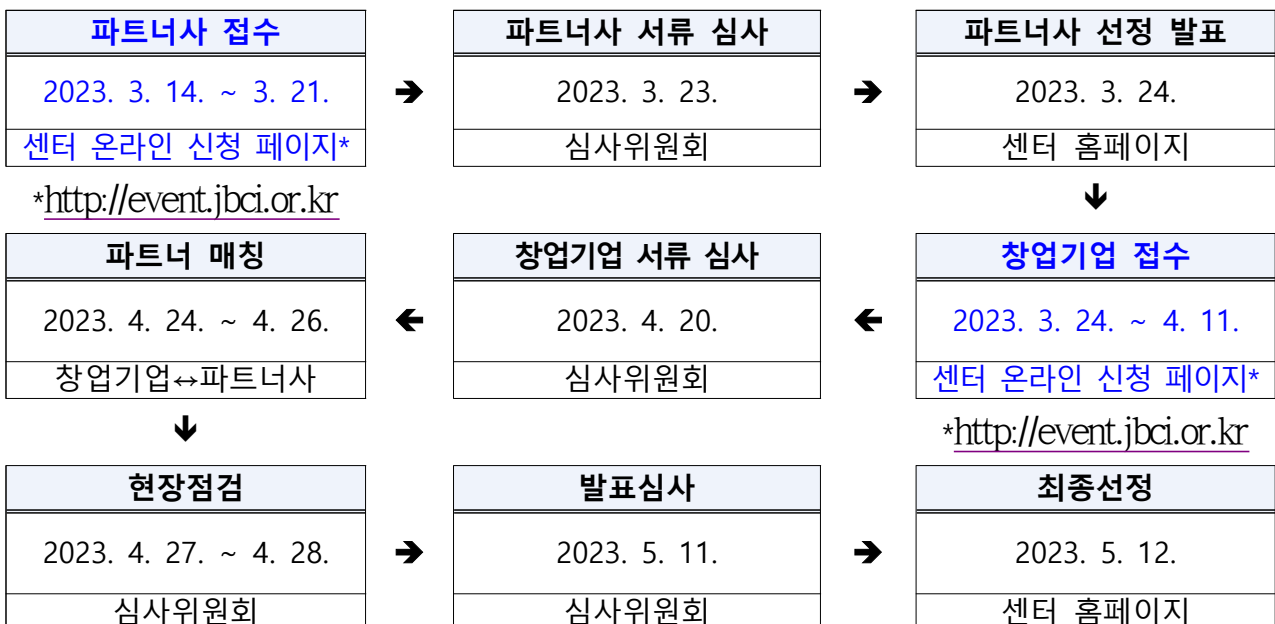 파트너사 접수
2023. 3. 14. ~ 3. 21.
센터 온라인 신청 페이지*
*http://event.jbci.or.kr
➔
파트너사 서류 심사
2023. 3. 23.
심사위원회
➔
파트너사 선정 발표
2023. 3. 24.
센터 홈페이지
🡻
창업기업 접수
2023. 3. 24. ~ 4. 11.
센터 온라인 신청 페이지*
*http://event.jbci.or.kr
🡸
창업기업 서류 심사
2023. 4. 20.
심사위원회
🡸
파트너 매칭
2023. 4. 24. ~ 4. 26.
창업기업↔파트너사
🡻
현장점검
2023. 4. 27. ~ 4. 28.
심사위원회
➔
발표심사
2023. 5. 11.
심사위원회
➔
최종선정
2023. 5. 12.
센터 홈페이지